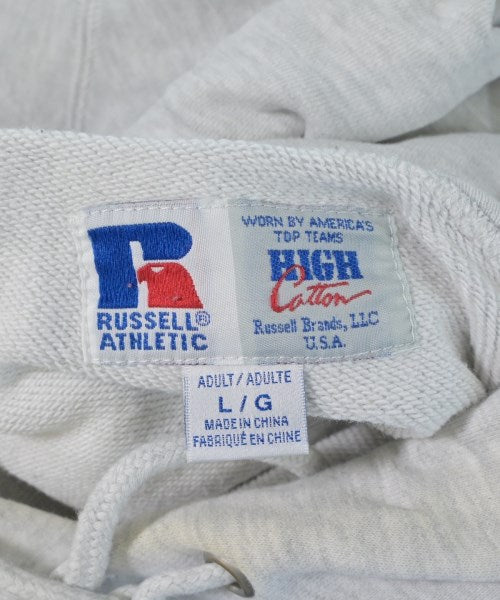 R
RUSSELL®
ATHLETIC
WORN BY AMERICA'S
TOP TEAMS
HIGH
Cotton
Russell Brands, LLC
U.S.A.
ADULT / ADULTE
L / G
MADE IN CHINA
FABRIQUÉ EN CHINE